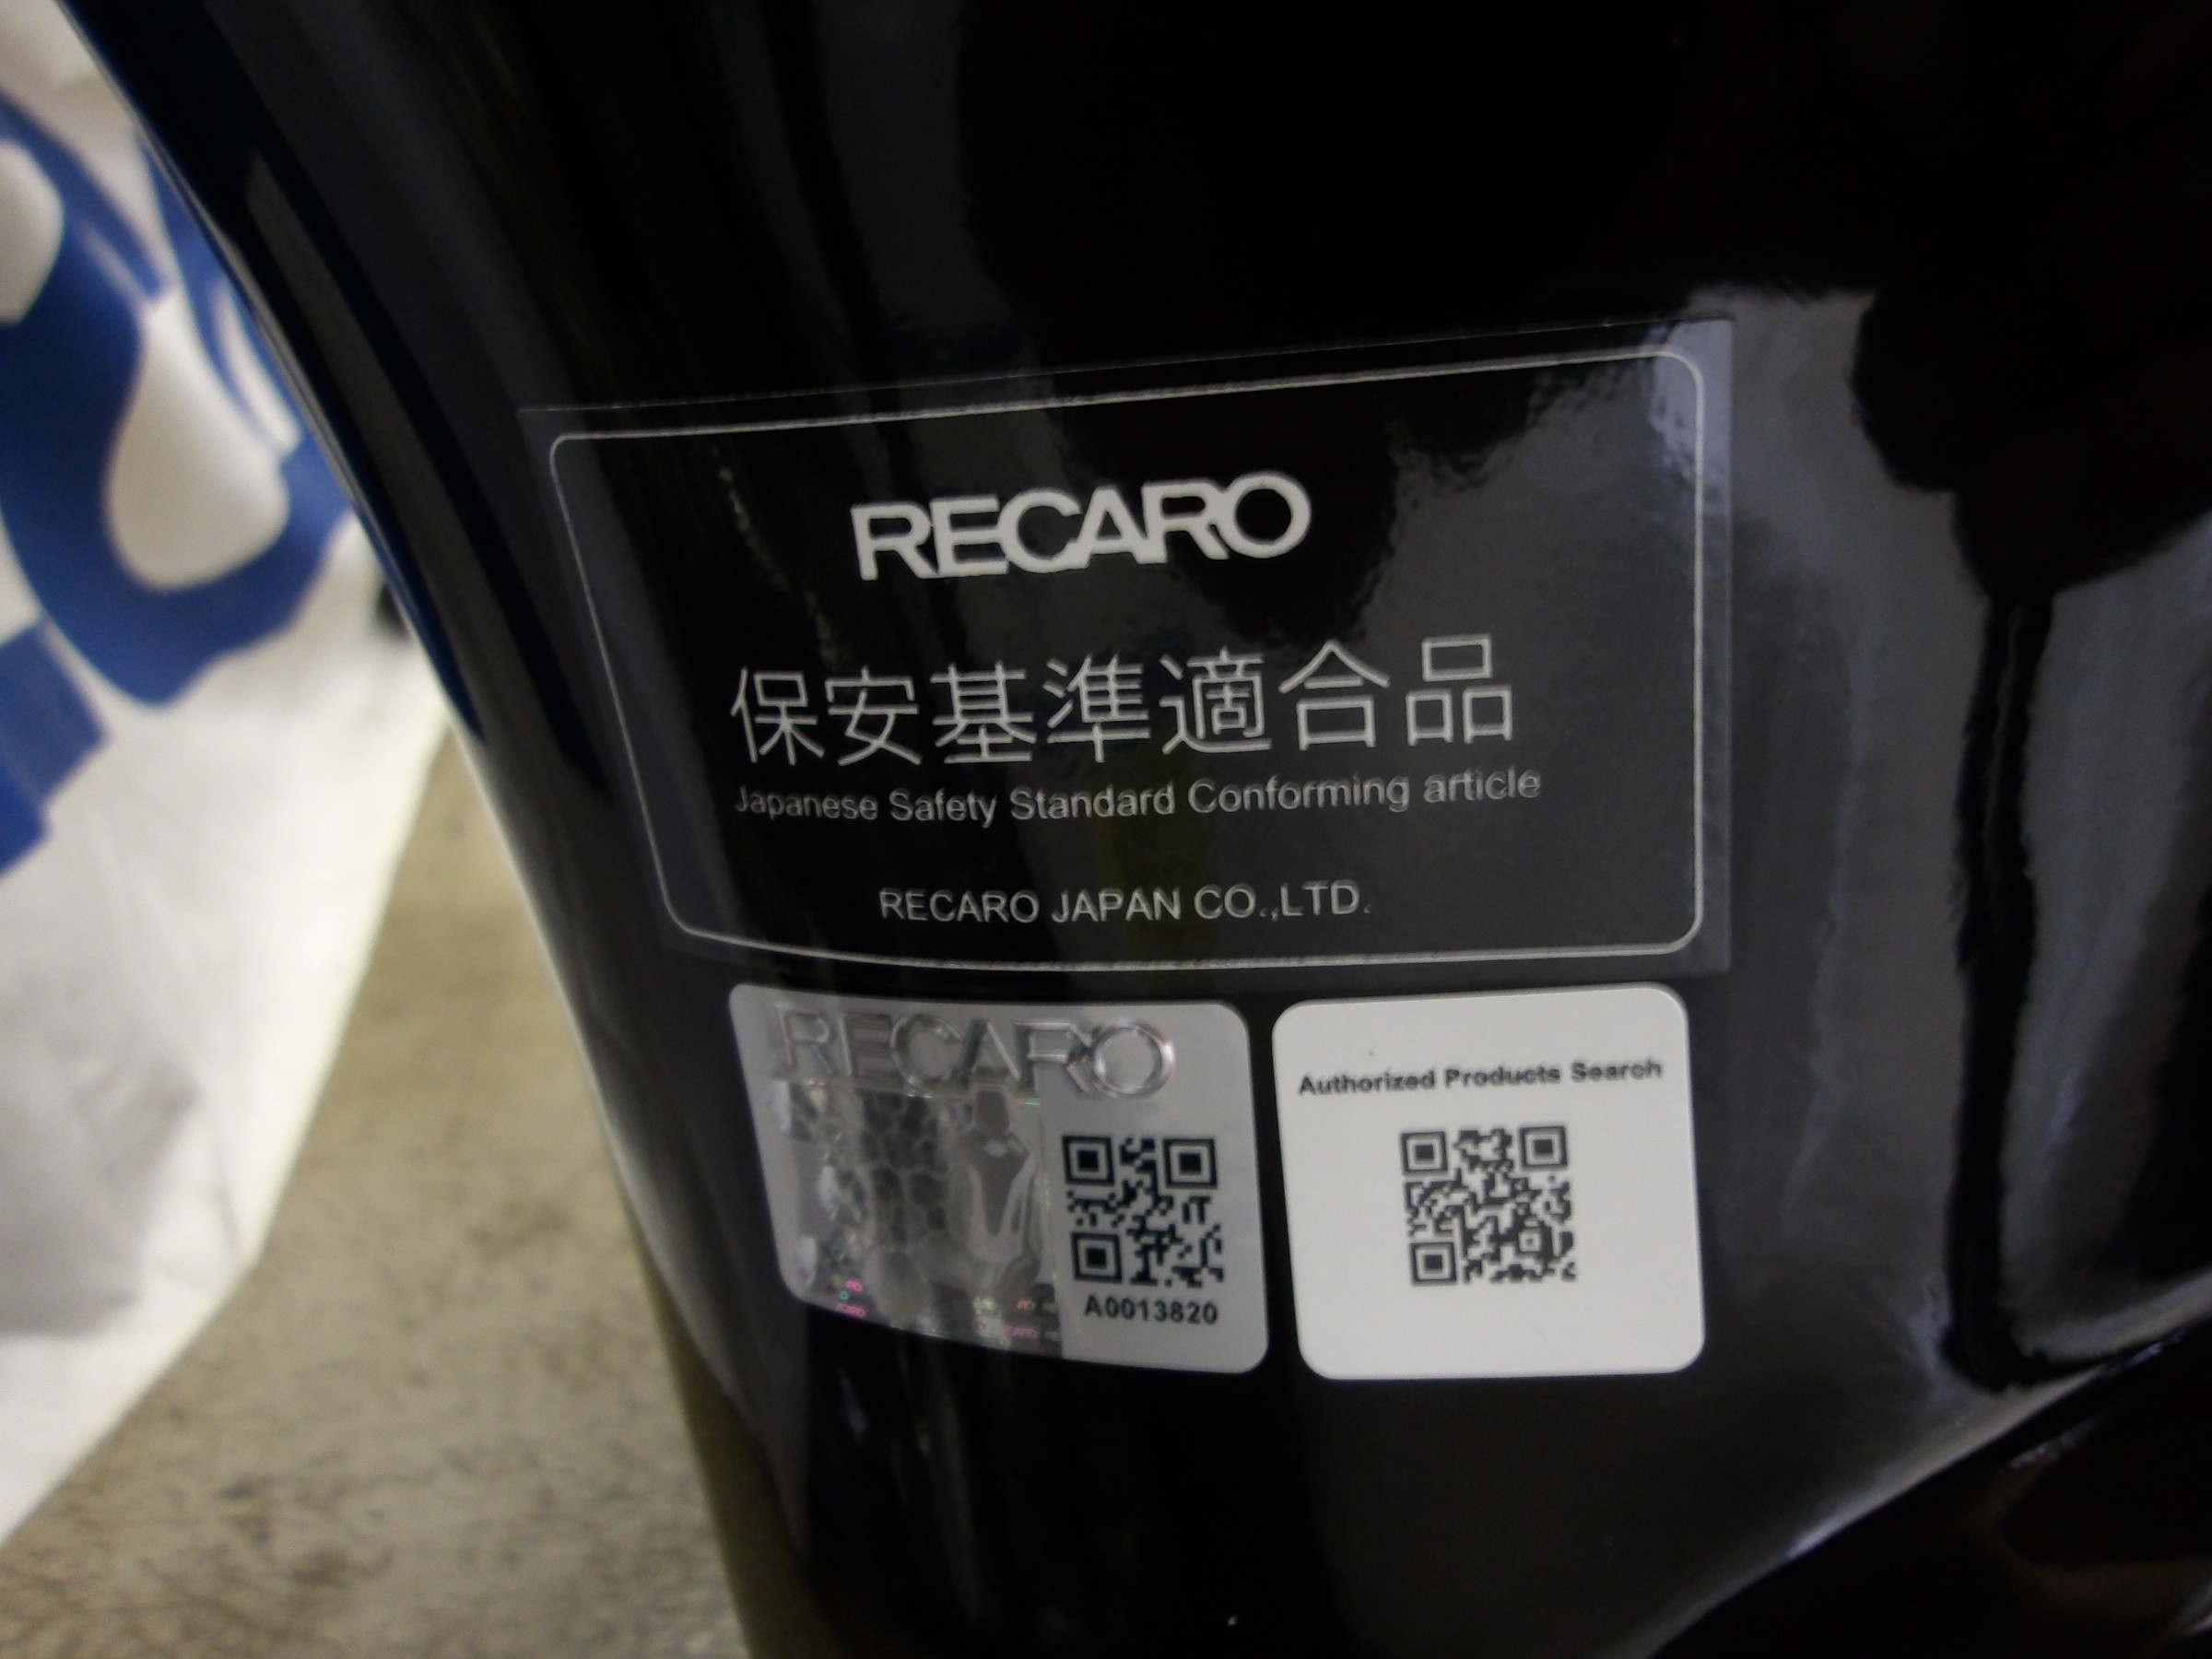 RECARO
保安基準適合品
Japanese Safety Standard Conforming article
RECARO JAPAN CO.,LTD.
RECARO
A0013820
Authorized Products Search